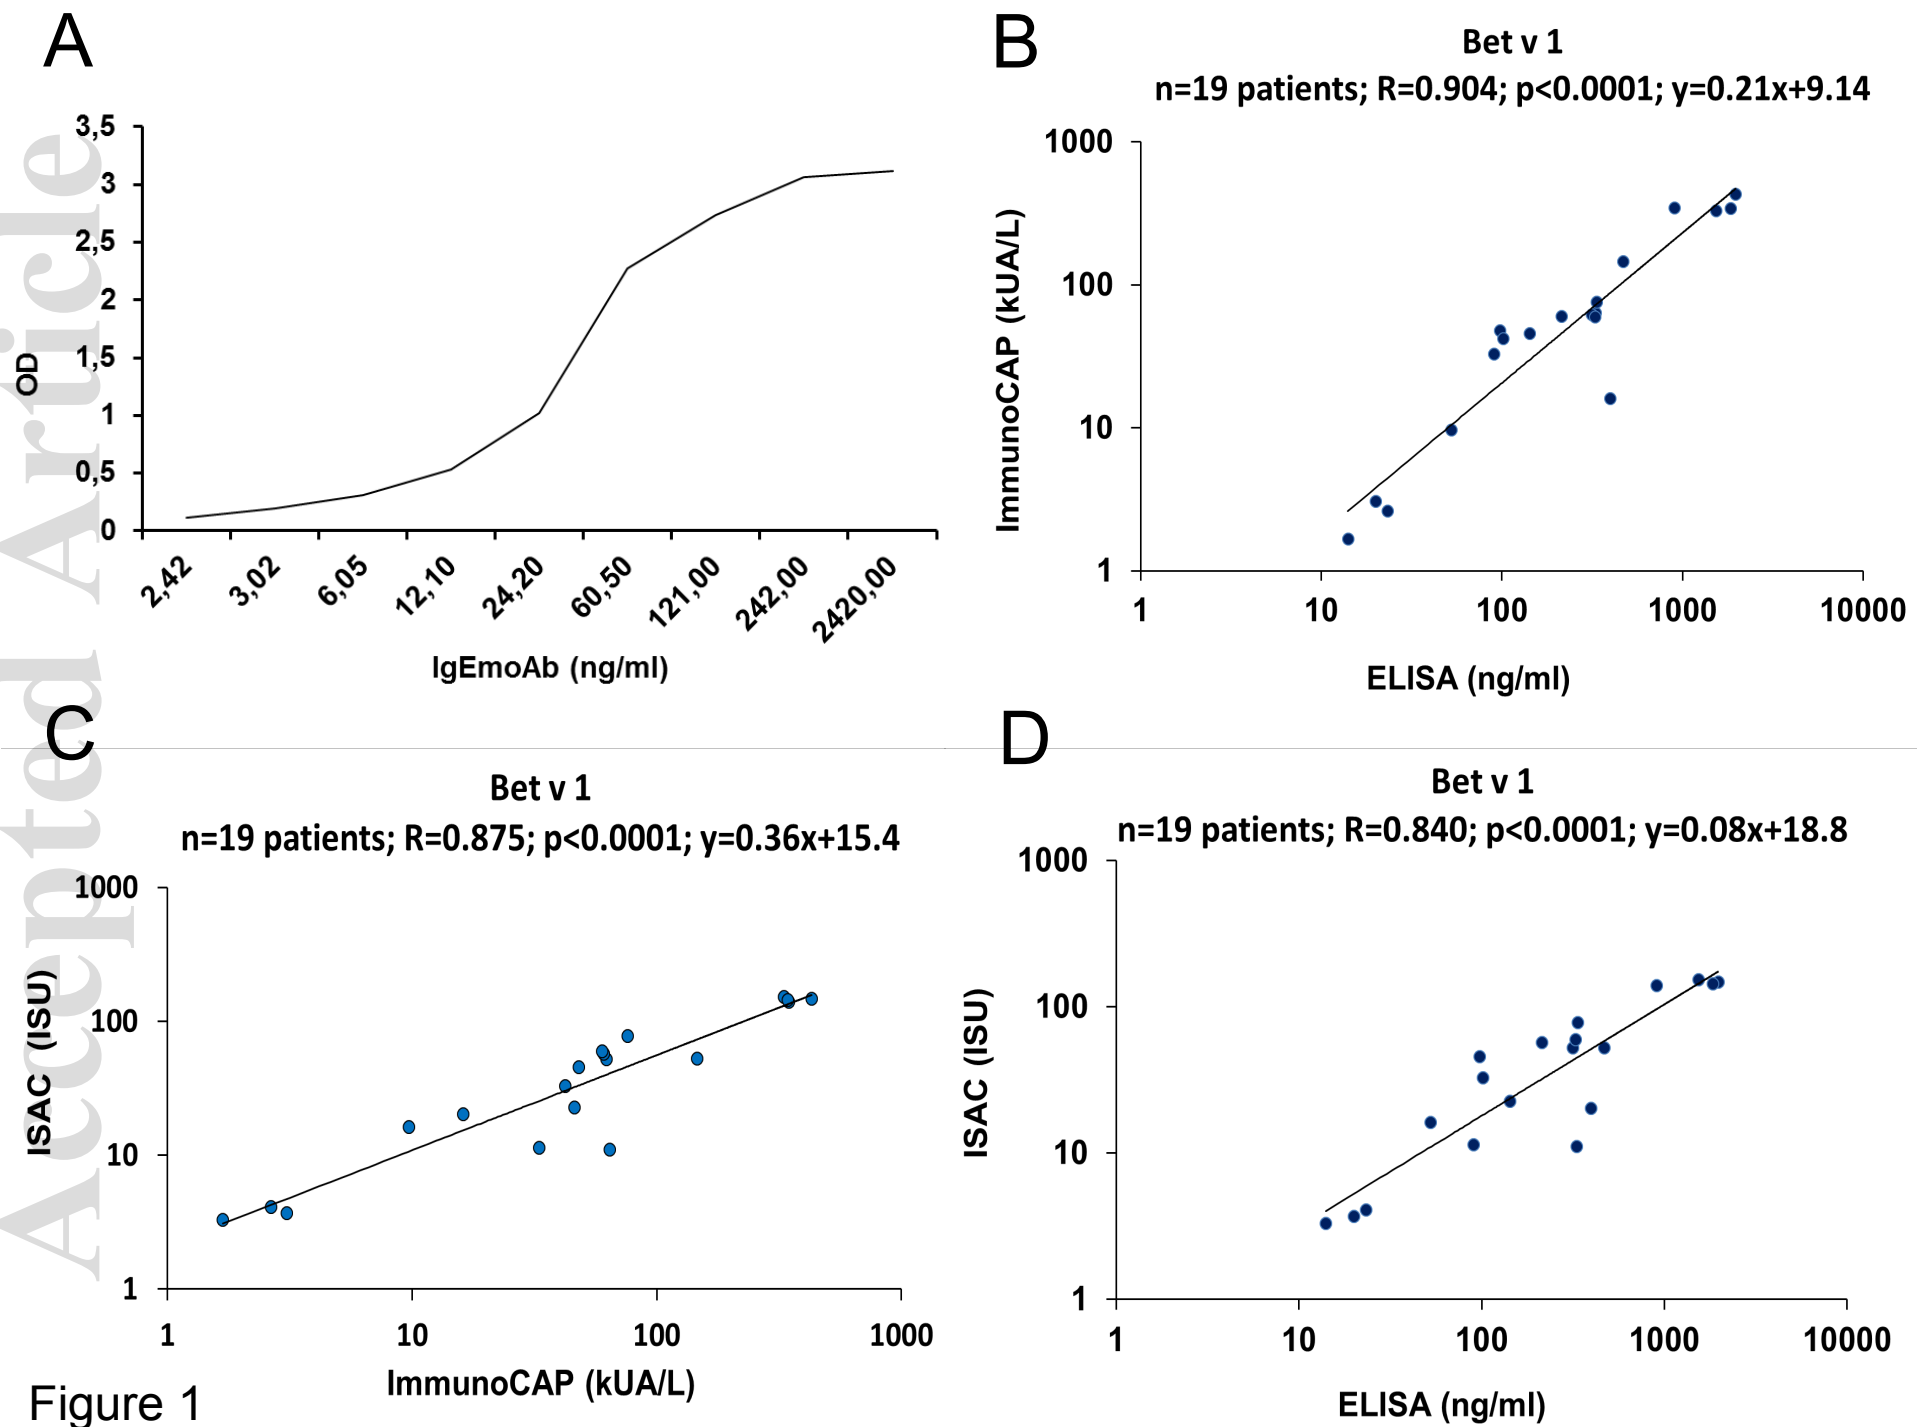 Accepted Article
A
3,5
3
2,5
2
1,5
1
0,5
0
OD
2,42
3,02
6,05
12,10
24,20
60,50
121,00
242,00
2420,00
IgEmoAb (ng/ml)
B
Bet v 1
n=19 patients; R=0.904; p<0.0001; y=0.21x+9.14
1000
100
10
1
ImmunoCAP (kUA/L)
1
10
100
1000
10000
ELISA (ng/ml)
C
Bet v 1
n=19 patients; R=0.875; p<0.0001; y=0.36x+15.4
1000
100
10
1
ISAC (ISU)
1
10
100
1000
ImmunoCAP (kUA/L)
D
Bet v 1
n=19 patients; R=0.840; p<0.0001; y=0.08x+18.8
1000
100
10
1
ISAC (ISU)
1
10
100
1000
10000
ELISA (ng/ml)
Figure 1